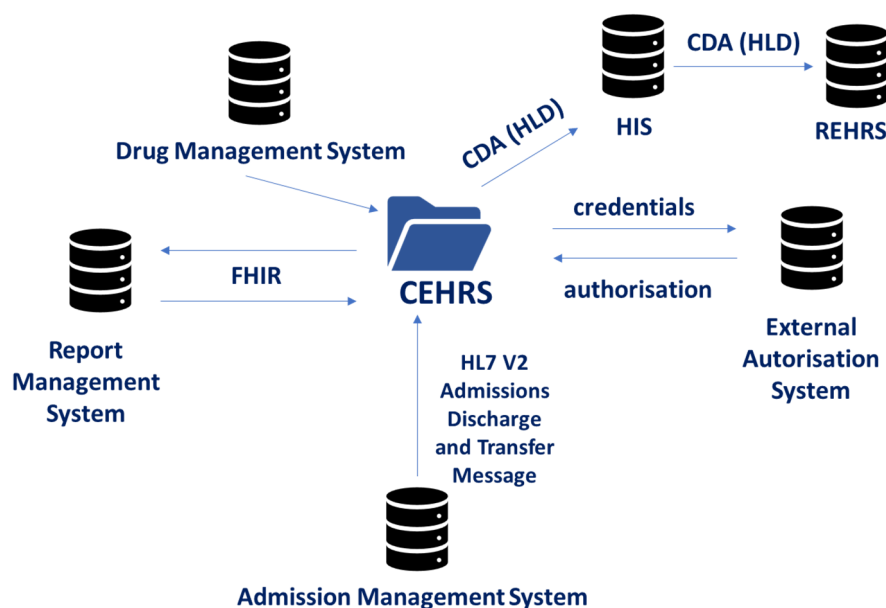 CDA (HLD)
HIS
REHRS
Drug Management System
CDA (HLD)
credentials
FHIR
CEHRS
authorisation
Report
Management
System
External
Autorisation
System
HL7 V2
Admissions
Discharge
and Transfer
Message
Admission Management System